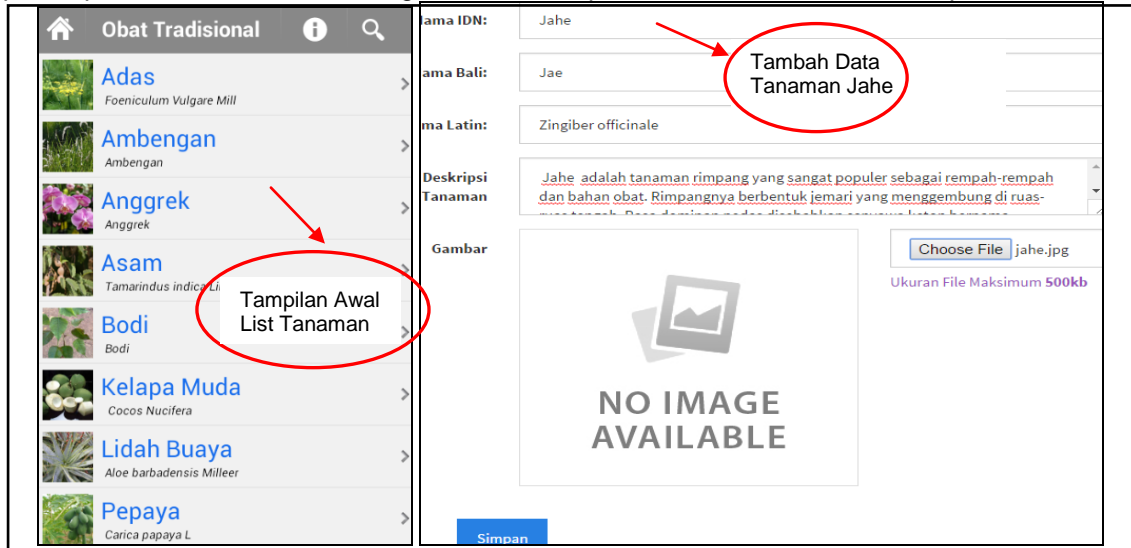 Obat Tradisional
Adas
Foeniculum Vulgare Mill
Ambengan
Ambengan
Anggrek
Anggrek
Asam
Tamarindus indica
Bodi
Bodi
Kelapa Muda
Cocos Nucifera
Lidah Buaya
Aloe barbadensis Milleer
Pepaya
Carica papaya L
Tampilan Awal
List Tanaman
ama IDN: Jahe
ama Bali: Jae
ma Latin: Zingiber officinale
Tambah Data
Tanaman Jahe
Deskripsi
Tanaman
Jahe adalah tanaman rimpang yang sangat populer sebagai rempah-rempah
dan bahan obat. Rimpangnya berbentuk jemari yang menggembung di ruas-
Gambar
NO IMAGE
AVAILABLE
Choose File jahe.jpg
Ukuran File Maksimum 500kb
Simpan